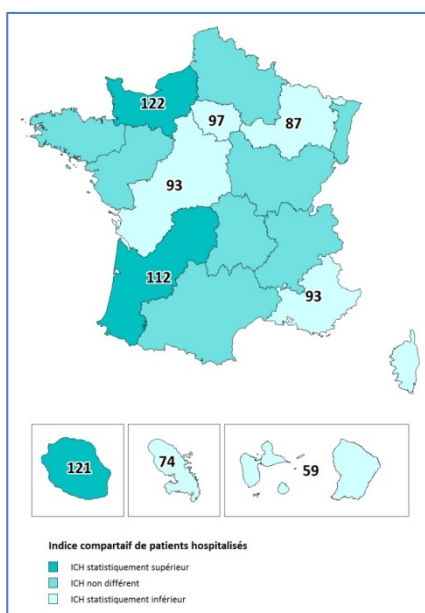 122
97
87
93
112
93
121
74
59
Indice compartaif de patients hospitalisés
ICH statistiquement supérieur
ICH non différent
ICH statistiquement inférieur